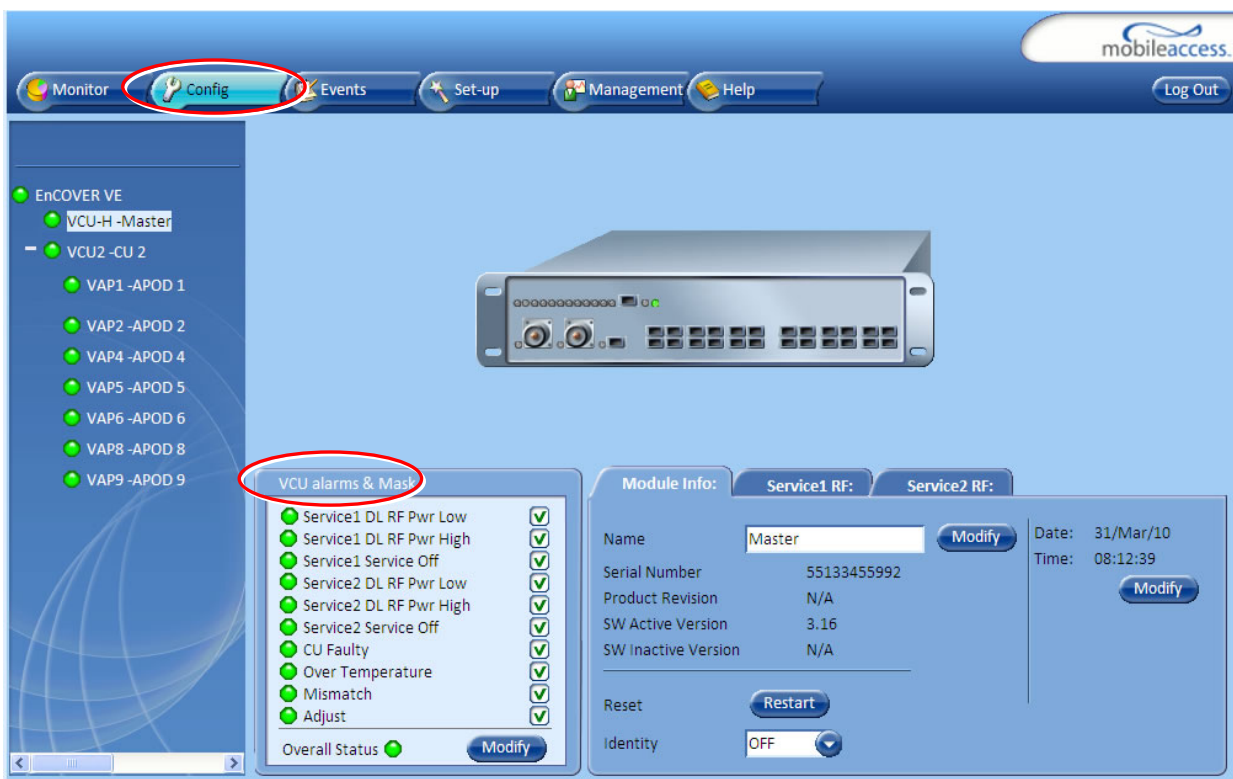 mobileaccess.
Monitor Config Events Set-up Management Help Log Out
EnCOVER VE
VCU-H -Master
VCU2 -CU 2
VAP1 -APOD 1
VAP2 -APOD 2
VAP4 -APOD 4
VAP5 -APOD 5
VAP6 -APOD 6
VAP8 -APOD 8
VAP9 -APOD 9
VCU alarms & Mask
Service1 DL RF Pwr Low
Service1 DL RF Pwr High
Service1 Service Off
Service2 DL RF Pwr Low
Service2 DL RF Pwr High
Service2 Service Off
CU Faulty
Over Temperature
Mismatch
Adjust
Overall Status Modify
Module Info: Service1 RF: Service2 RF:
Name Master Modify
Serial Number 55133455992
Product Revision N/A
SW Active Version 3.16
SW Inactive Version N/A
Reset Restart
Identity OFF
Date: 31/Mar/10
Time: 08:12:39
Modify